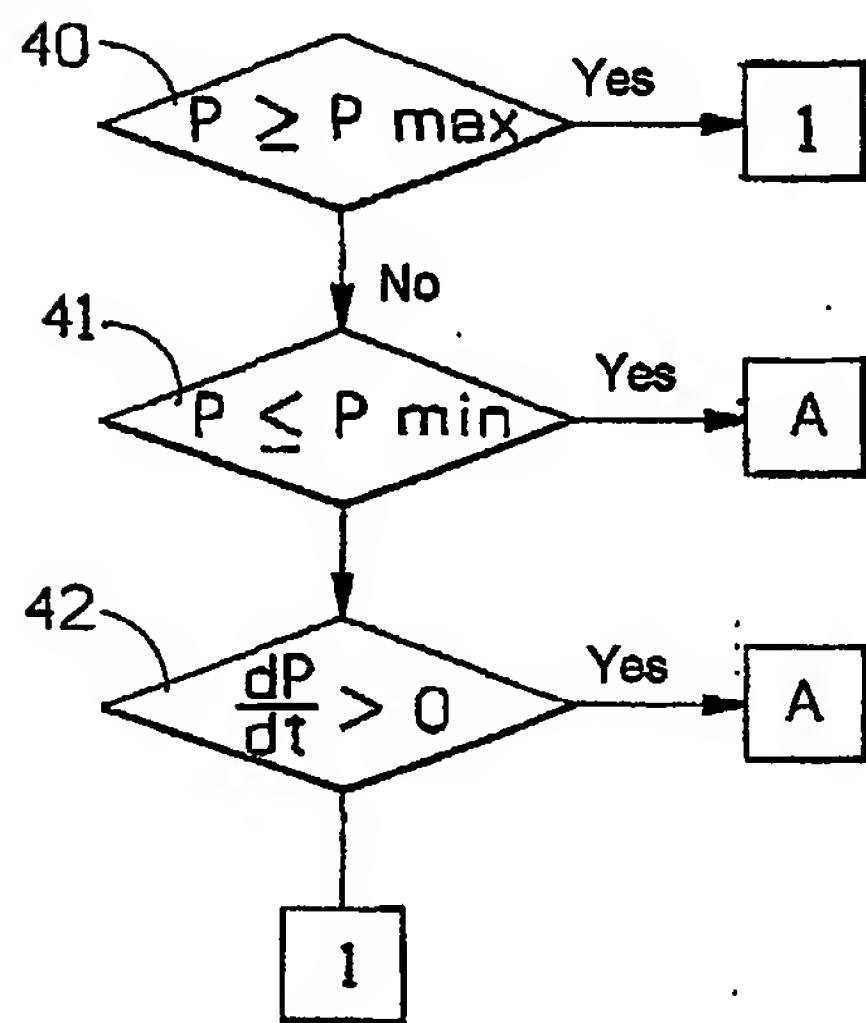 40
P ≥ P max
Yes
1
No
41
P ≤ P min
Yes
A
42
dP
dt
> 0
Yes
A
1